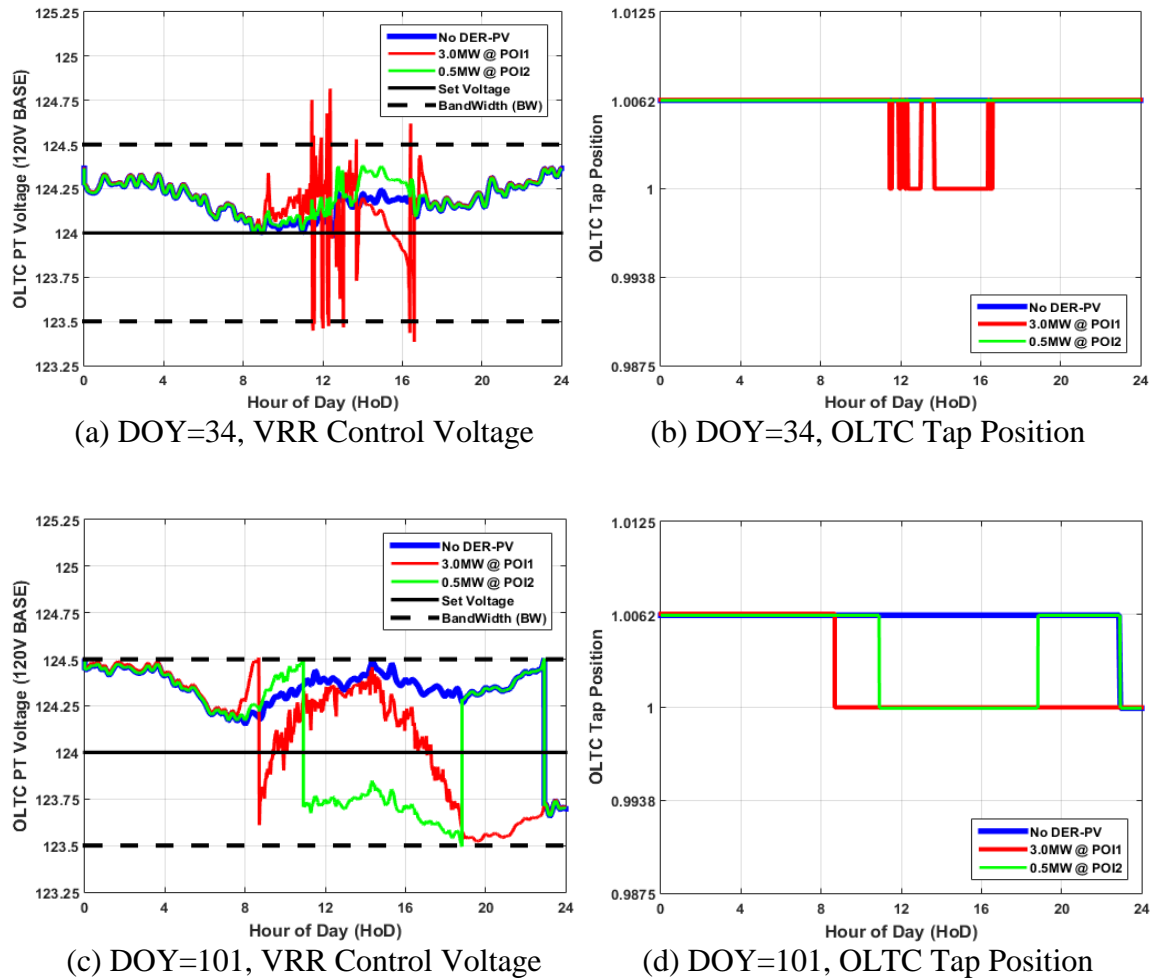 125.25
125
124.75
124.5
124.25
124
123.75
123.5
123.25
OLTC PT Voltage (120V BASE)
No DER-PV
3.0MW @ POI1
0.5MW @ POI2
Set Voltage
BandWidth (BW)
0 4 8 12 16 20 24
Hour of Day (HoD)
(a) DOY=34, VRR Control Voltage
1.0125
1.0062
1
0.9938
0.9875
OLTC Tap Position
No DER-PV
3.0MW @ POI1
0.5MW @ POI2
0 4 8 12 16 20 24
Hour of Day (HoD)
(b) DOY=34, OLTC Tap Position
125.25
125
124.75
124.5
124.25
124
123.75
123.5
123.25
OLTC PT Voltage (120V BASE)
No DER-PV
3.0MW @ POI1
0.5MW @ POI2
Set Voltage
BandWidth (BW)
0 4 8 12 16 20 24
Hour of Day (HoD)
(c) DOY=101, VRR Control Voltage
1.0125
1.0062
1
0.9938
0.9875
OLTC Tap Position
No DER-PV
3.0MW @ POI1
0.5MW @ POI2
0 4 8 12 16 20 24
Hour of Day (HoD)
(d) DOY=101, OLTC Tap Position